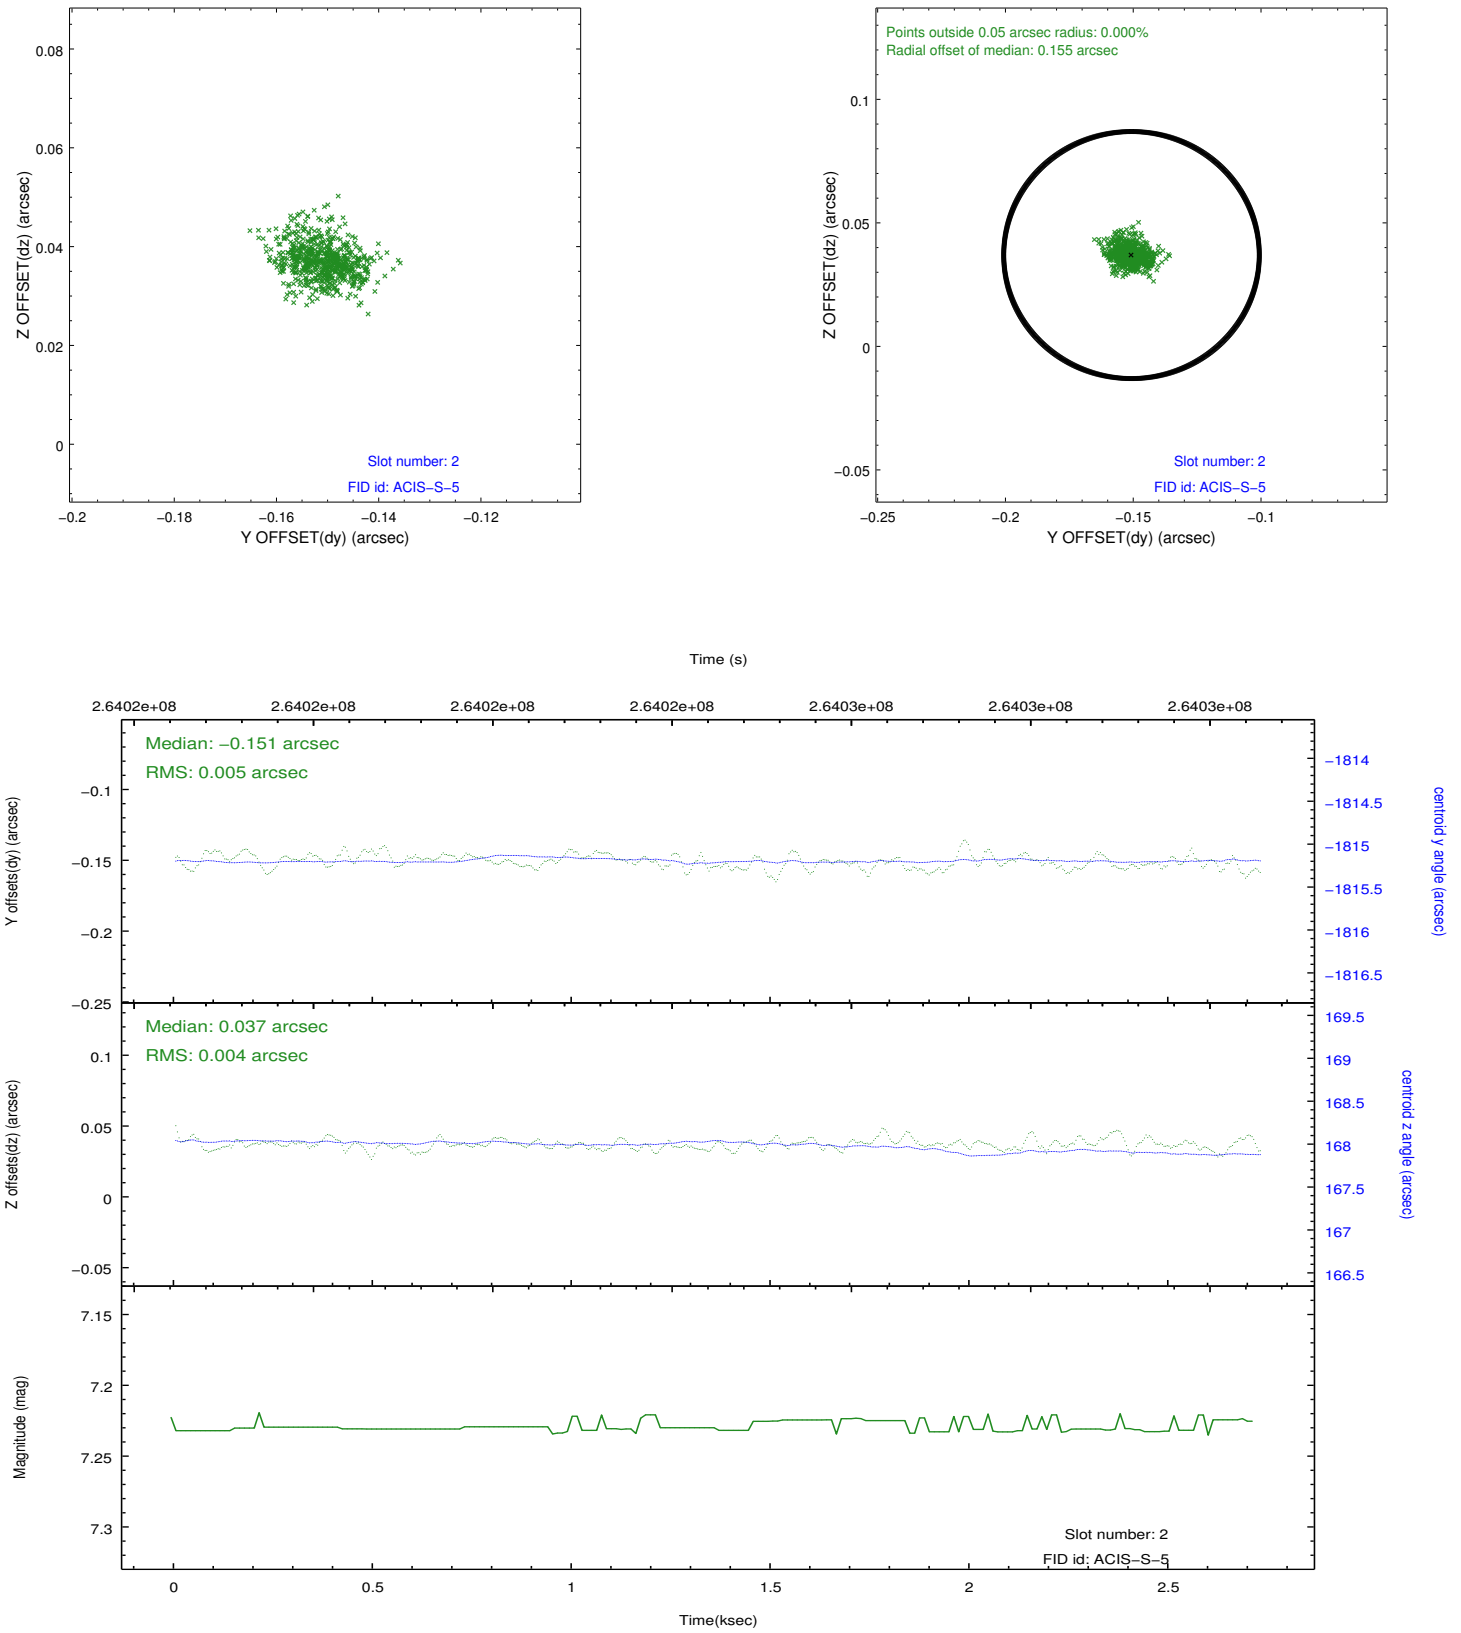 0.08
0.06
0.04
0.02
0
Z OFFSET(dz) (arcsec)
Slot number: 2
FID id: ACIS−S−5
−0.2
−0.18
−0.16
−0.14
−0.12
Y OFFSET(dy) (arcsec)
Points outside 0.05 arcsec radius: 0.000%
Radial offset of median: 0.155 arcsec
0.1
0.05
0
−0.05
Z OFFSET(dz) (arcsec)
Slot number: 2
FID id: ACIS−S−5
−0.25
−0.2
−0.15
−0.1
Y OFFSET(dy) (arcsec)
Time (s)
2.6402e+08
2.6402e+08
2.6402e+08
2.6402e+08
2.6403e+08
2.6403e+08
2.6403e+08
Median: −0.151 arcsec
RMS: 0.005 arcsec
−0.1
−0.15
−0.2
−0.25
Y offsets(dy) (arcsec)
−1814
−1814.5
−1815
−1815.5
−1816
−1816.5
centroid y angle (arcsec)
Median: 0.037 arcsec
RMS: 0.004 arcsec
0.1
0.05
0
−0.05
Z offsets(dz) (arcsec)
169.5
169
168.5
168
167.5
167
166.5
centroid z angle (arcsec)
7.15
7.2
7.25
7.3
Magnitude (mag)
Slot number: 2
FID id: ACIS−S−5
0
0.5
1
1.5
2
2.5
Time(ksec)